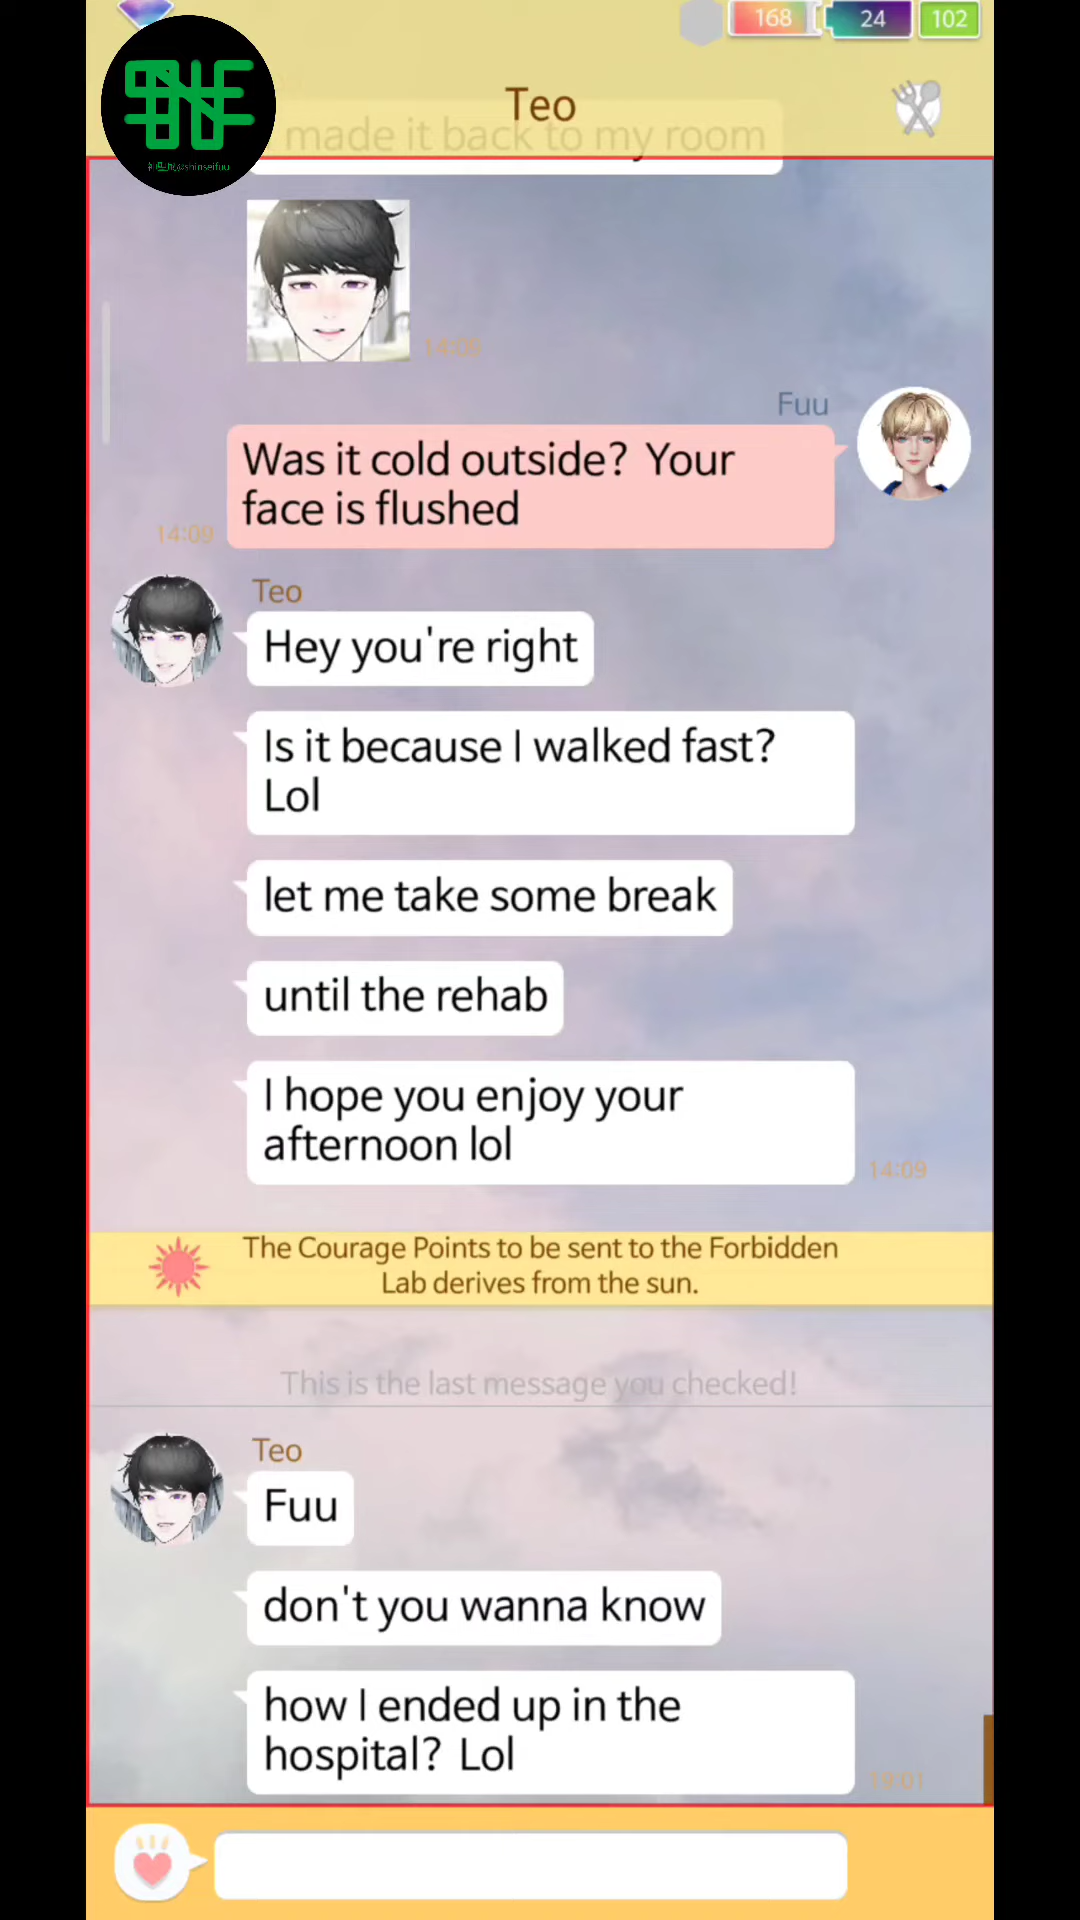 168
24
102
Teo
made it back to my room
@shinseifuu
14:09
Fuu
Was it cold outside? Your
face is flushed
14:09
Teo
Hey you're right
Is it because I walked fast?
Lol
let me take some break
until the rehab
I hope you enjoy your
afternoon lol
14:09
The Courage Points to be sent to the Forbidden
Lab derives from the sun.
This is the last message you checked!
Teo
Fuu
don't you wanna know
how I ended up in the
hospital? Lol
19:01